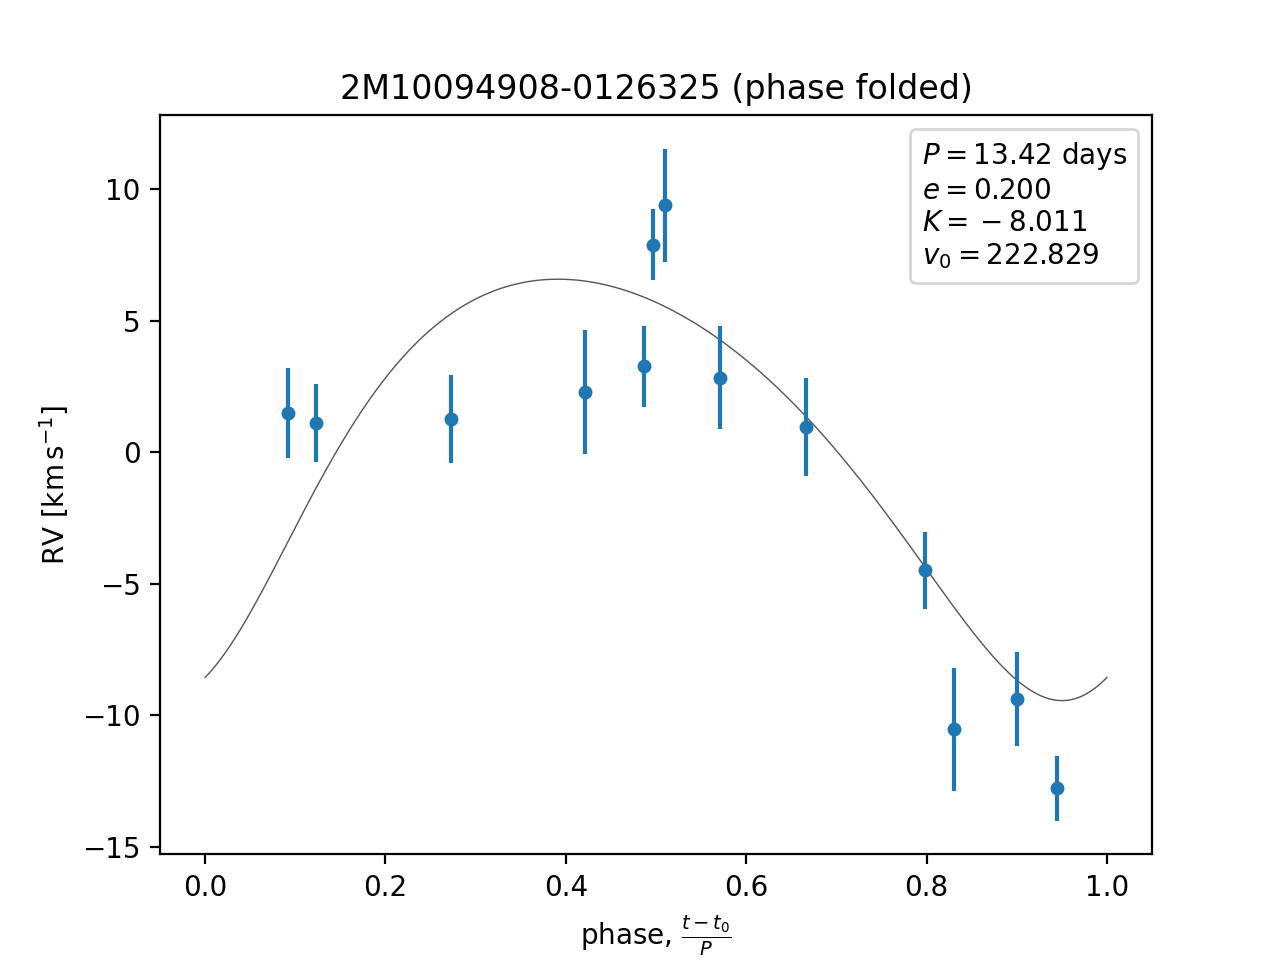 2M10094908-0126325 (phase folded)
P = 13.42 days
e = 0.200
K = −8.011
v₀ = 222.829
RV [km s⁻¹]
10
5
0
−5
−10
−15
0.0 0.2 0.4 0.6 0.8 1.0
phase, (t − t₀)/P